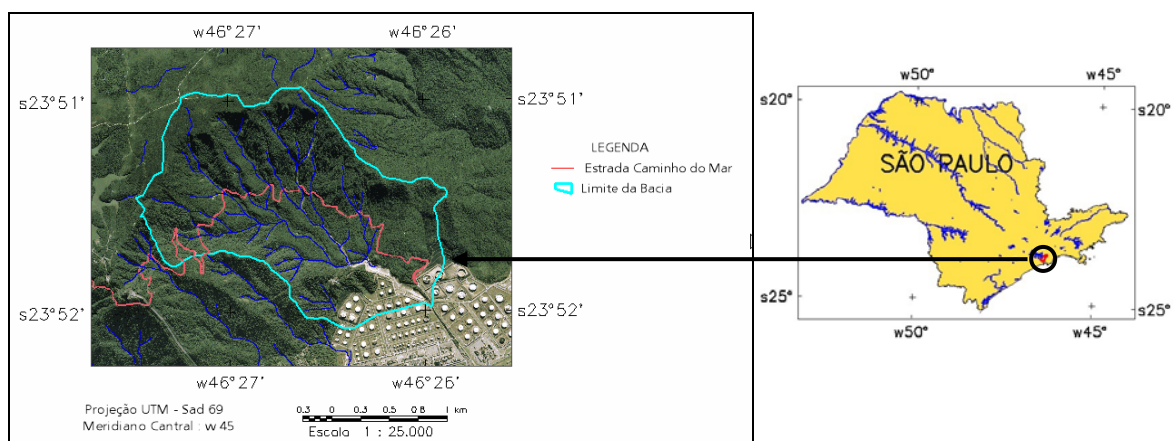 w46°27' w46°26'
s23°51' s23°51'
LEGENDA
Estrada Caminho do Mar
Limite da Bacia
s23°52' s23°52'
w46°27' w46°26'
Projeção UTM - Sad 69
Meridiano Cantral : w 45
0.3 0 0.3 0.5 0.8 1 km
Escala 1 : 25.000
w50° w45°
s20° s20°
SÃO PAULO
s25° s25°
w50° w45°